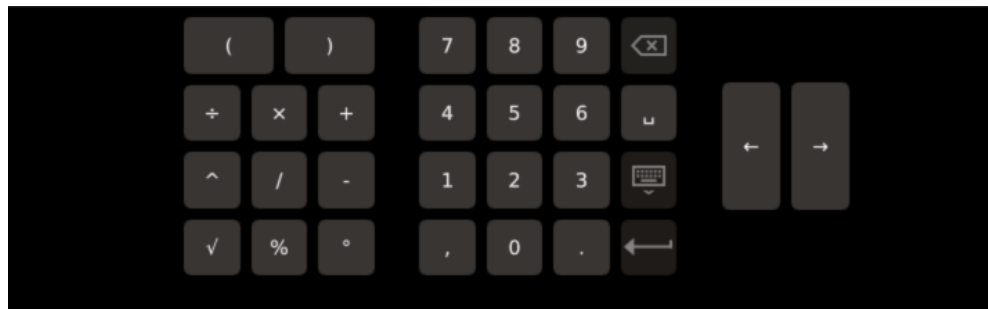 ( ) 7 8 9
÷ × + 4 5 6 ␣
← →
^ / - 1 2 3
√ % ° , 0 .